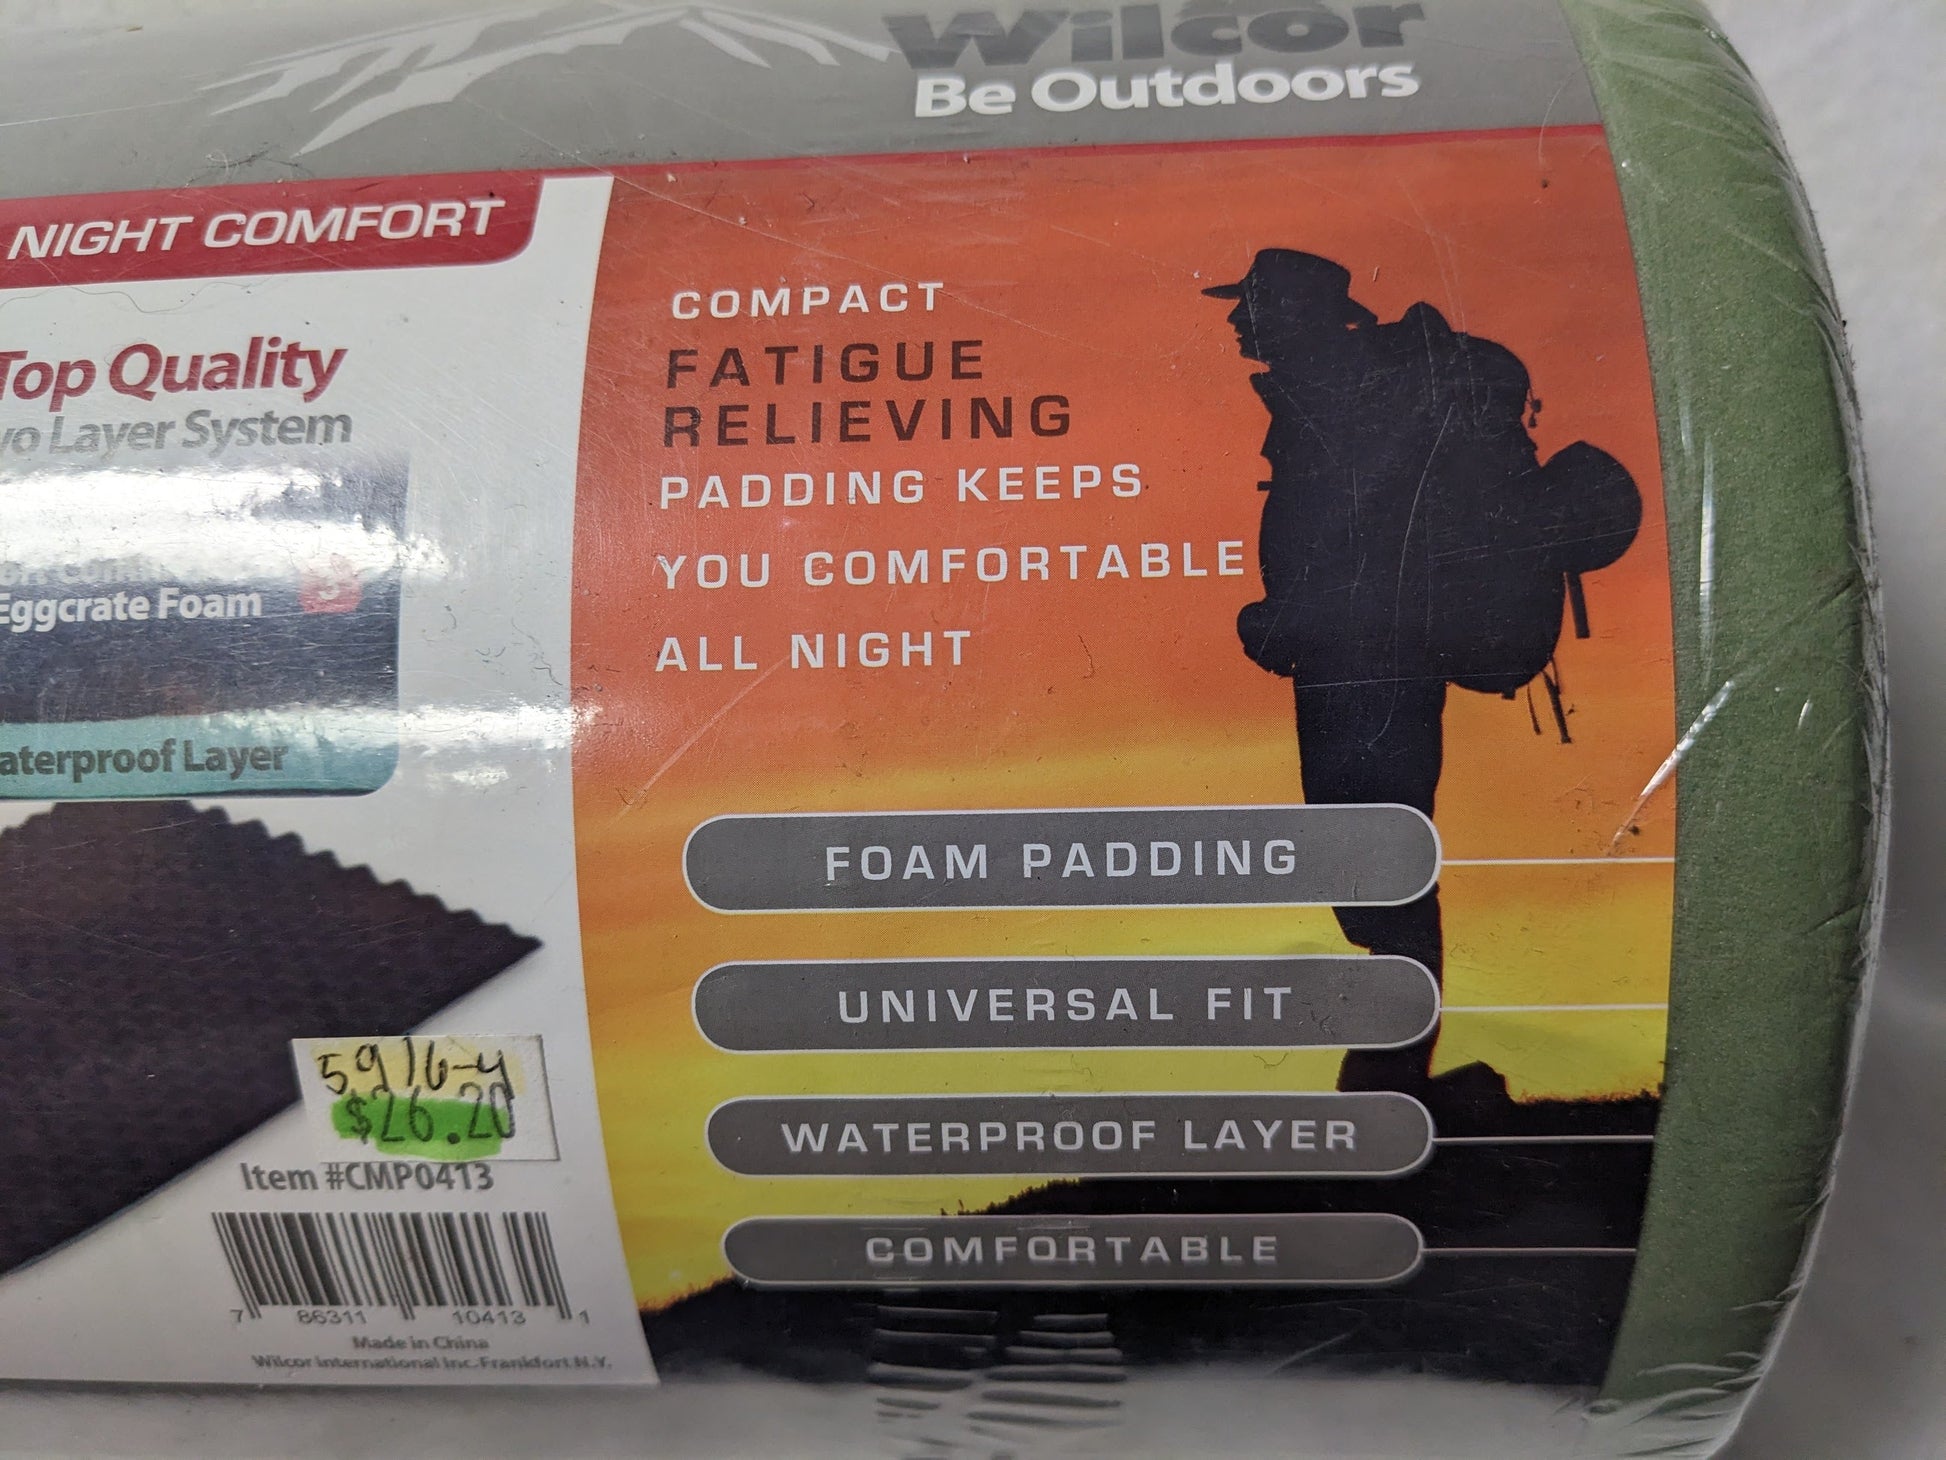 Wilcor
Be Outdoors
NIGHT COMFORT
Top Quality
Layer System
Eggcrate Foam
3
aterproof Layer
COMPACT
FATIGUE
RELIEVING
PADDING KEEPS
YOU COMFORTABLE
ALL NIGHT
FOAM PADDING
UNIVERSAL FIT
WATERPROOF LAYER
COMFORTABLE
5916-4
$26.20
Item #CMP0413
7 86311 10413 1
Made in China
Wilcor International Inc. Frankfort N.Y.